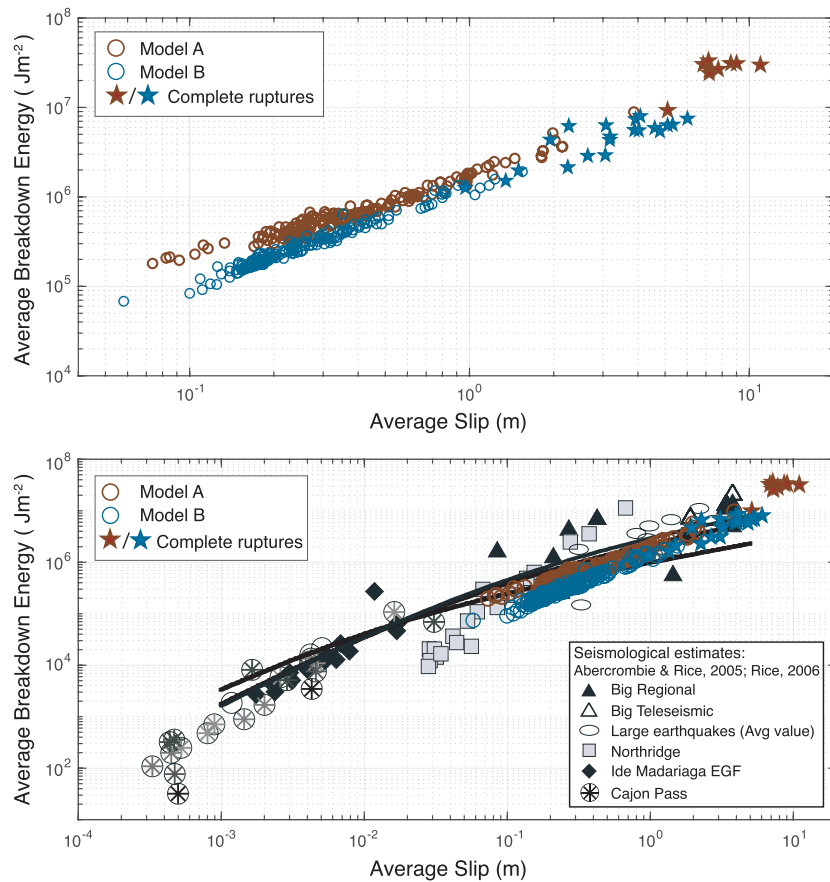 10^8
10^7
10^6
10^5
10^4
Average Breakdown Energy ( Jm^-2 )
Model A
Model B
/ Complete ruptures
10^-1
10^0
10^1
Average Slip (m)
10^8
10^6
10^4
10^2
Average Breakdown Energy ( Jm^-2 )
Model A
Model B
/ Complete ruptures
Seismological estimates:
Abercrombie & Rice, 2005; Rice, 2006
Big Regional
Big Teleseismic
Large earthquakes (Avg value)
Northridge
Ide Madariaga EGF
Cajon Pass
10^-4
10^-3
10^-2
10^-1
10^0
10^1
Average Slip (m)